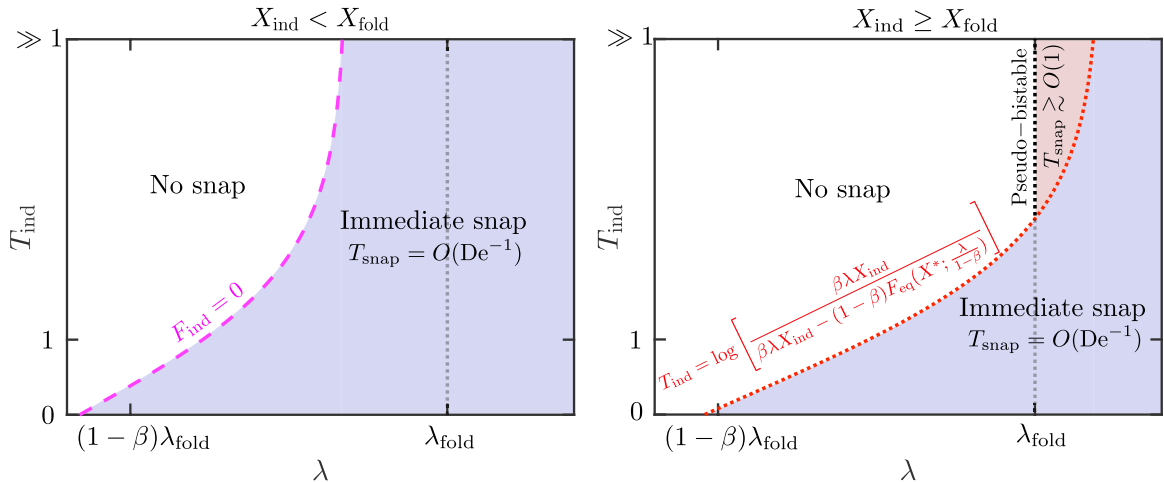 X_ind < X_fold
≫ 1
No snap
Immediate snap
T_snap = O(De^{-1})
F_ind = 0
T_ind
1
0
(1 − β)λ_fold
λ_fold
λ
X_ind ≥ X_fold
≫ 1
Pseudo−bistable
T_snap ≳ O(1)
No snap
T_ind = log[βλX_ind / (βλX_ind − (1 − β)F_eq(X^*; λ/(1−β)))]
Immediate snap
T_snap = O(De^{-1})
T_ind
1
0
(1 − β)λ_fold
λ_fold
λ